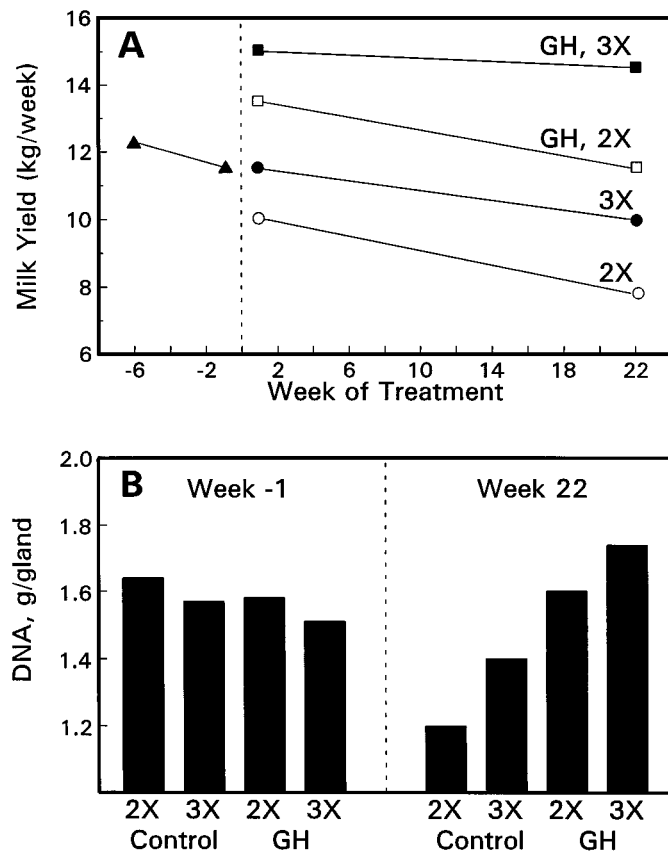 16
A
14
12
10
8
6
Milk Yield (kg/week)
GH, 3X
GH, 2X
3X
2X
-6 -2 2 6 10 14 18 22
Week of Treatment
2.0
1.8
1.6
1.4
1.2
DNA, g/gland
B Week -1 Week 22
2X 3X 2X 3X 2X 3X 2X 3X
Control GH Control GH